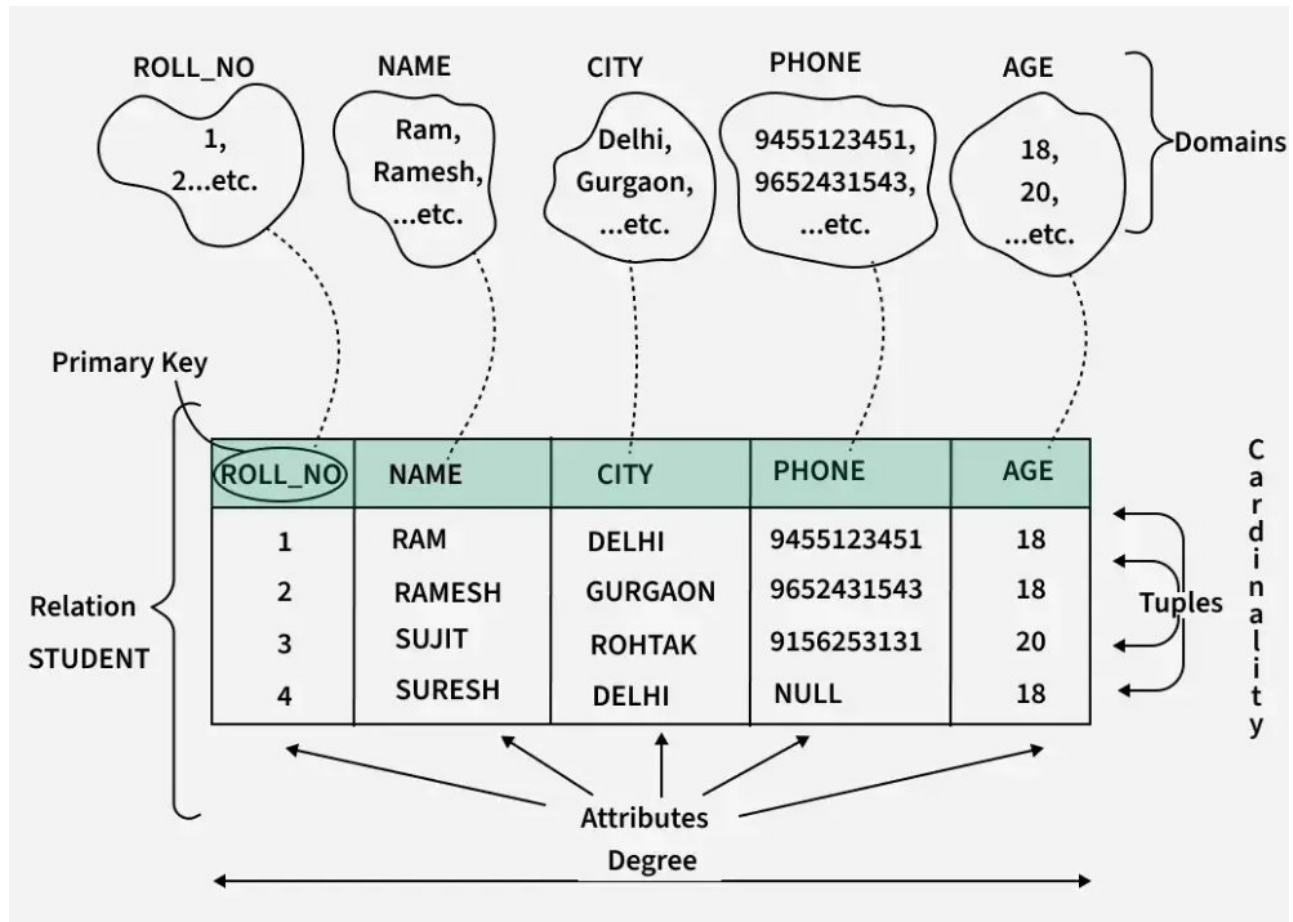 ROLL_NO NAME CITY PHONE AGE
1,
2...etc.
Ram,
Ramesh,
...etc.
Delhi,
Gurgaon,
...etc.
9455123451,
9652431543,
...etc.
18,
20,
...etc.
Domains
Primary Key
ROLL_NO NAME CITY PHONE AGE
1 RAM DELHI 9455123451 18
2 RAMESH GURGAON 9652431543 18
3 SUJIT ROHTAK 9156253131 20
4 SURESH DELHI NULL 18
Relation
STUDENT
Tuples
Cardinality
Attributes
Degree